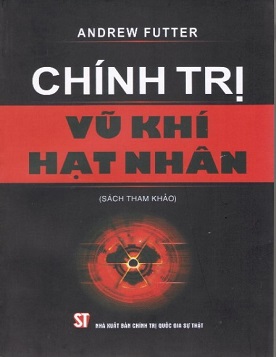 ANDREW FUTTER
CHÍNH TRỊ
VŨ KHÍ
HẠT NHÂN
(SÁCH THAM KHẢO)
ST
NHÀ XUẤT BẢN CHÍNH TRỊ QUỐC GIA SỰ THẬT